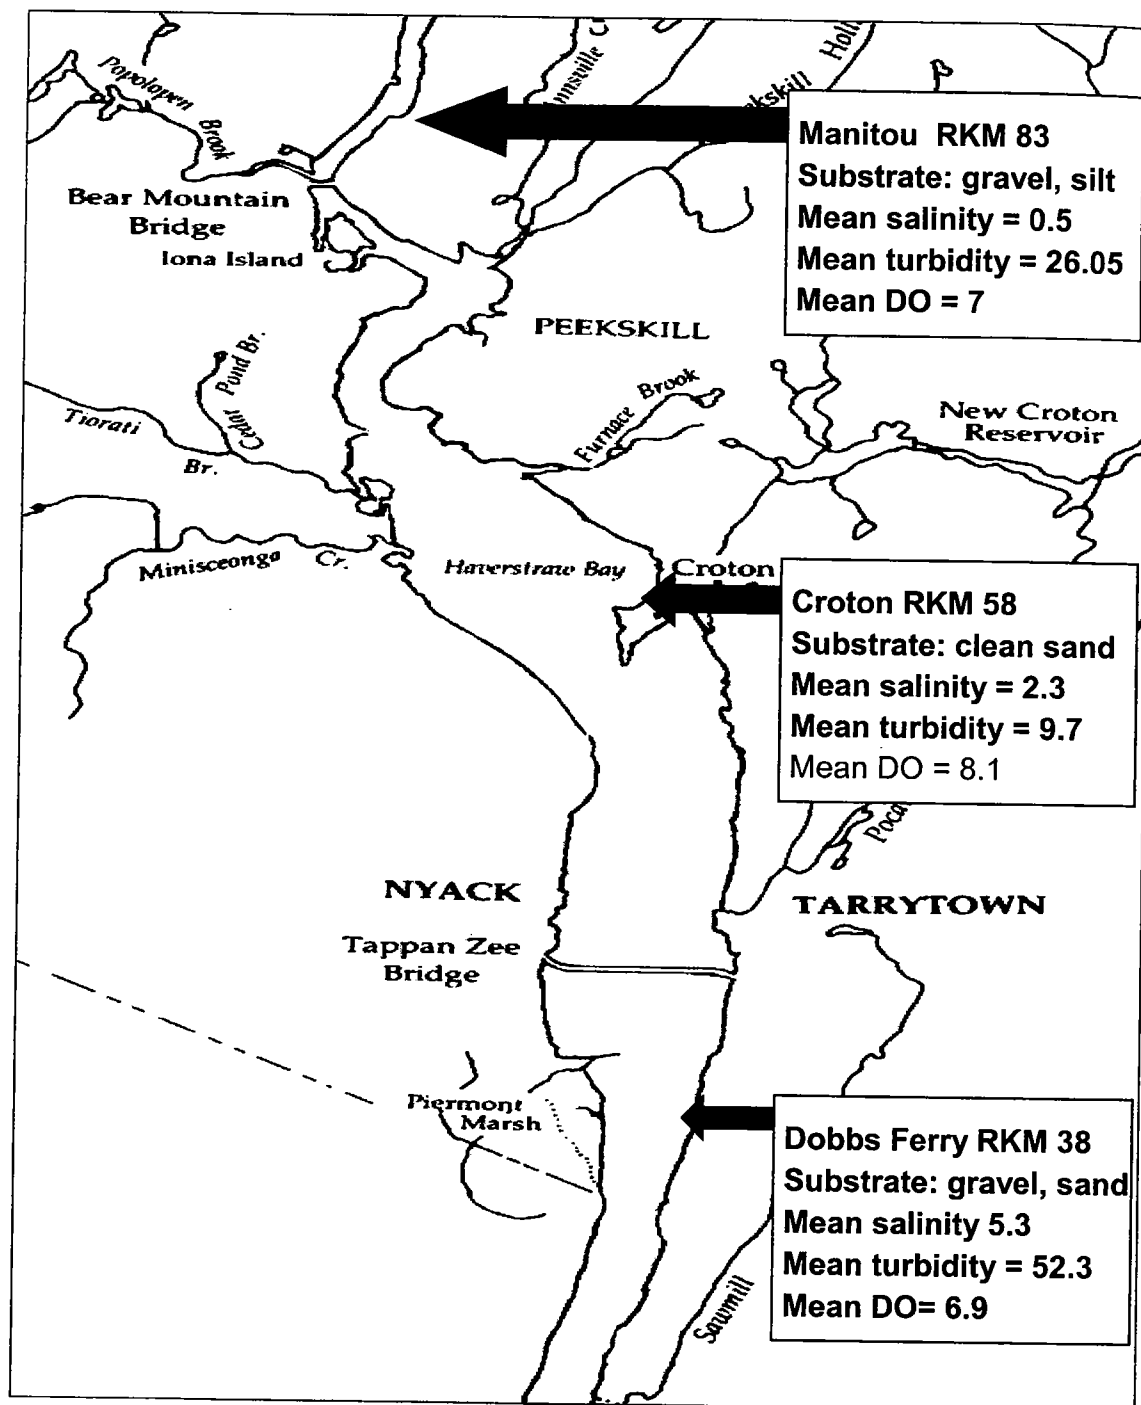 Popolopen
Brook
Bear Mountain
Bridge
Iona Island
Manitou RKM 83
Substrate: gravel, silt
Mean salinity = 0.5
Mean turbidity = 26.05
Mean DO = 7
PEEKSKILL
Cedar Pond Br.
Tiorati
Br.
Furnace Brook
New Croton
Reservoir
Minisceonga Cr.
Haverstraw Bay
Croton
Croton RKM 58
Substrate: clean sand
Mean salinity = 2.3
Mean turbidity = 9.7
Mean DO = 8.1
NYACK
TARRYTOWN
Tappan Zee
Bridge
Piermont
Marsh
Dobbs Ferry RKM 38
Substrate: gravel, sand
Mean salinity 5.3
Mean turbidity = 52.3
Mean DO= 6.9
Sawmill